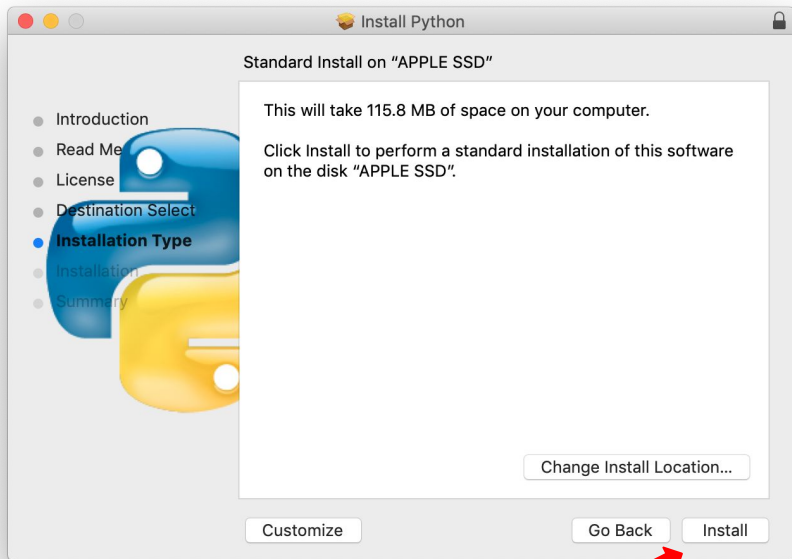 Install Python
Standard Install on “APPLE SSD”
Introduction
Read Me
License
Destination Select
Installation Type
Installation
Summary
This will take 115.8 MB of space on your computer.
Click Install to perform a standard installation of this software
on the disk “APPLE SSD”.
Change Install Location...
Customize
Go Back
Install